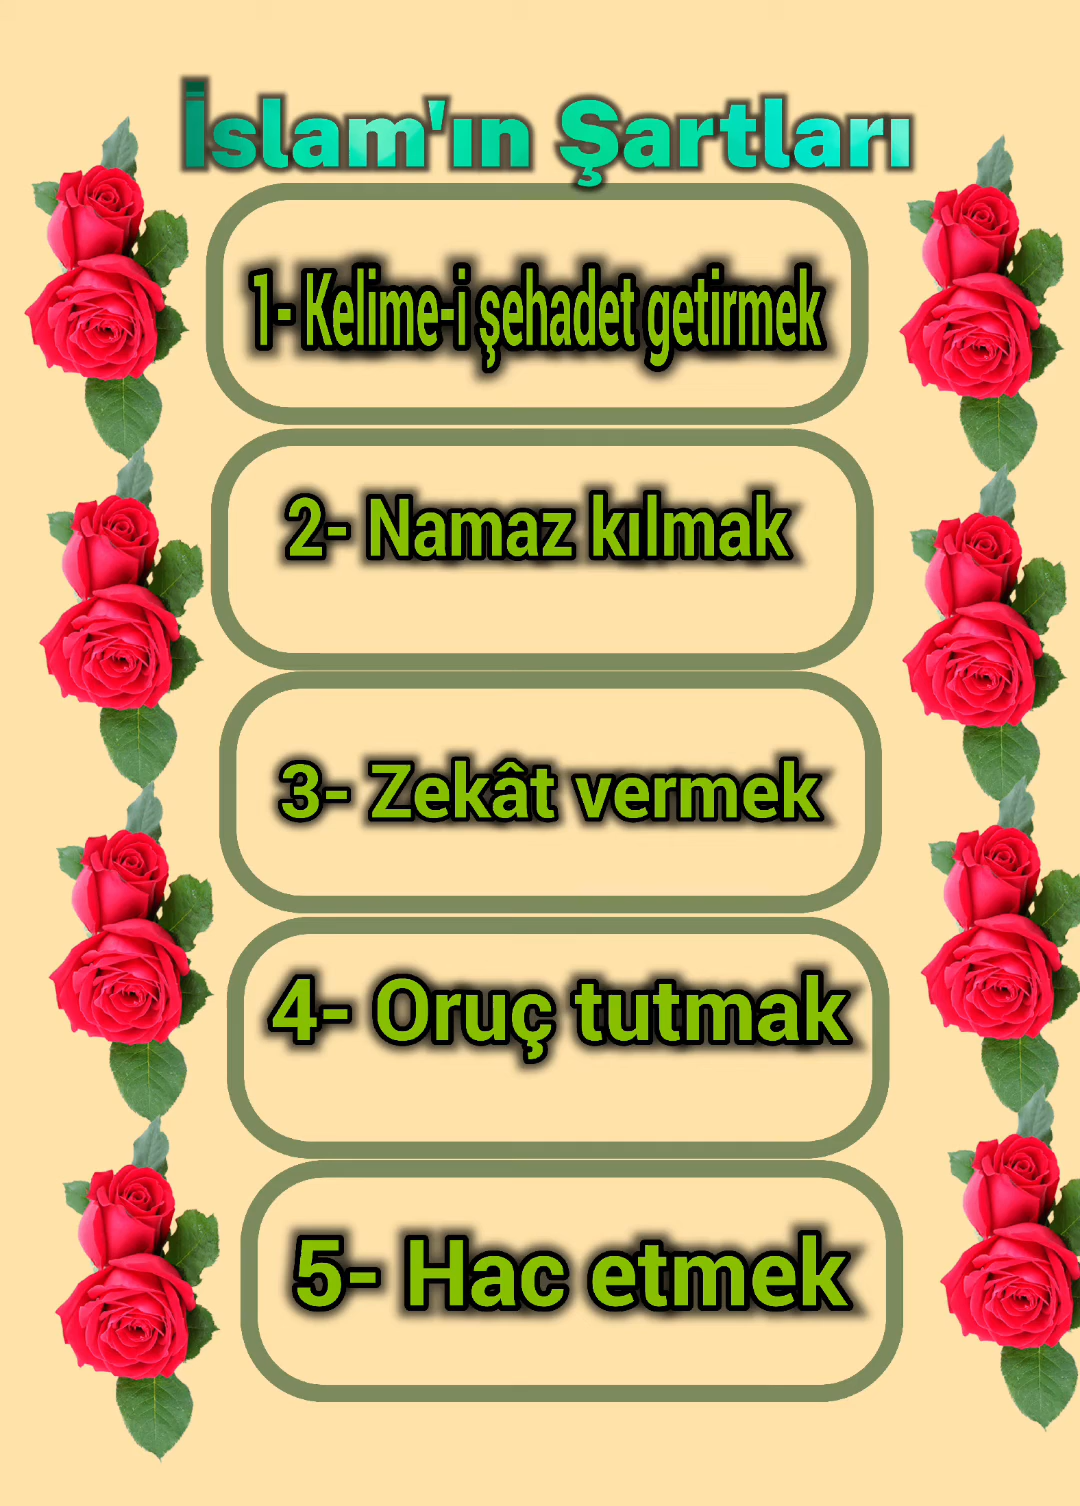 İslam'ın Şartları
1- Kelime-i şehadet getirmek
2- Namaz kılmak
3- Zekât vermek
4- Oruç tutmak
5- Hac etmek